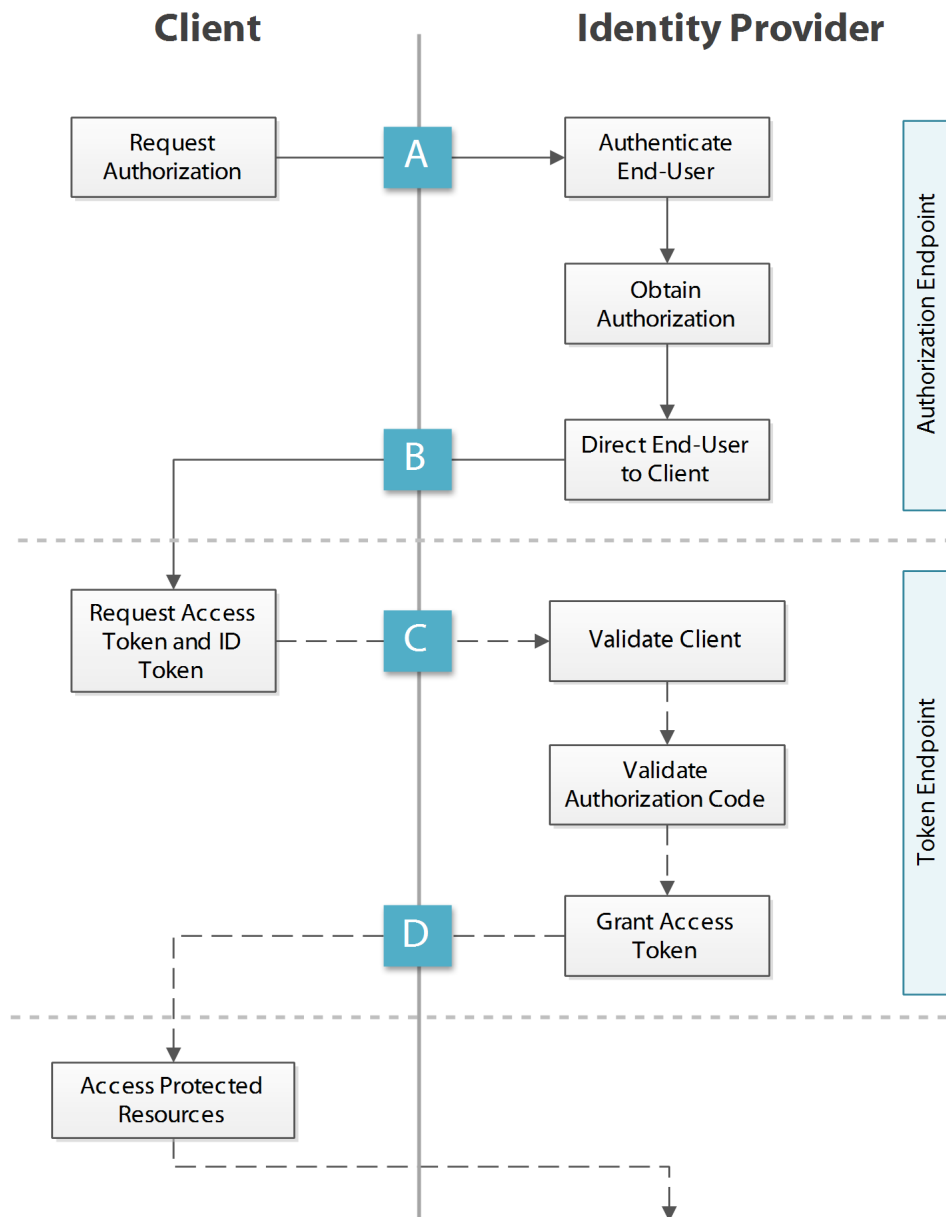 Client
Identity Provider
Request
Authorization
A
Authenticate
End-User
Obtain
Authorization
Authorization Endpoint
B
Direct End-User
to Client
Request Access
Token and ID
Token
C
Validate Client
Validate
Authorization Code
Token Endpoint
D
Grant Access
Token
Access Protected
Resources